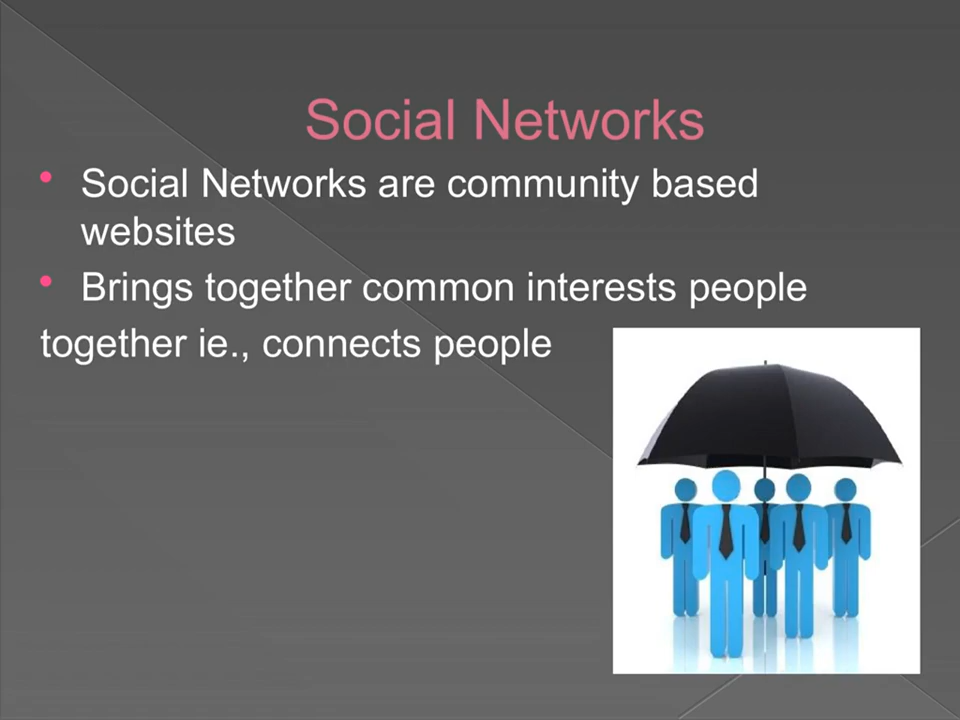 Social Networks
• Social Networks are community based
websites
• Brings together common interests people
together ie., connects people